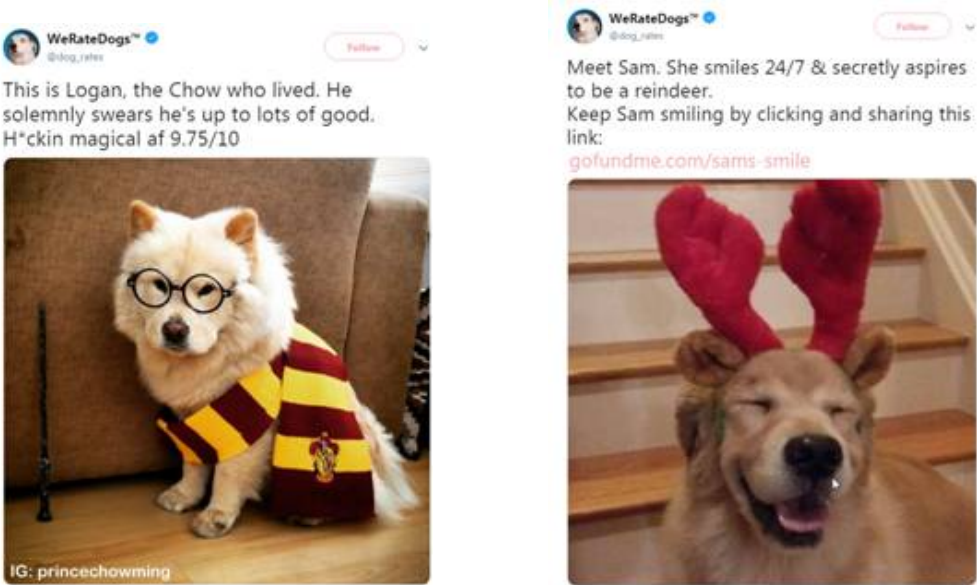 WeRateDogs™
Follow
@dog_rates
This is Logan, the Chow who lived. He
solemnly swears he's up to lots of good.
H*ckin magical af 9.75/10
IG: princechowming
WeRateDogs™
Follow
@dog_rates
Meet Sam. She smiles 24/7 & secretly aspires
to be a reindeer.
Keep Sam smiling by clicking and sharing this
link:
gofundme.com/sams-smile